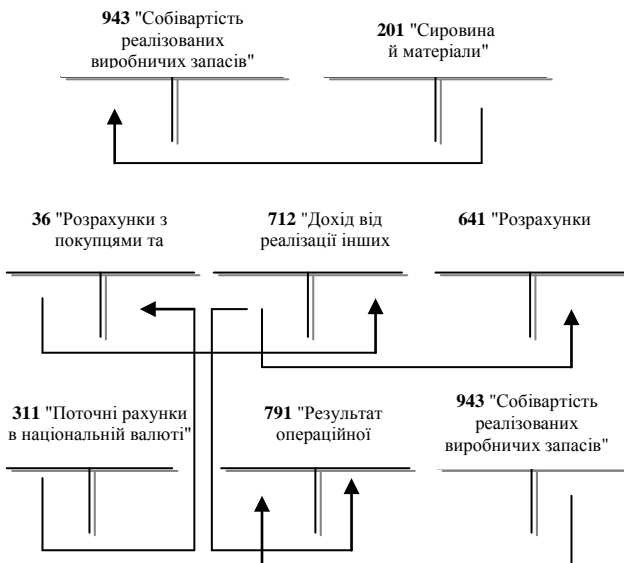 943 "Собівартість
реалізованих
виробничих запасів"
201 "Сировина
й матеріали"
36 "Розрахунки з
покупцями та
712 "Дохід від
реалізації інших
641 "Розрахунки
311 "Поточні рахунки
в національній валюті"
791 "Результат
операційної
943 "Собівартість
реалізованих
виробничих запасів"